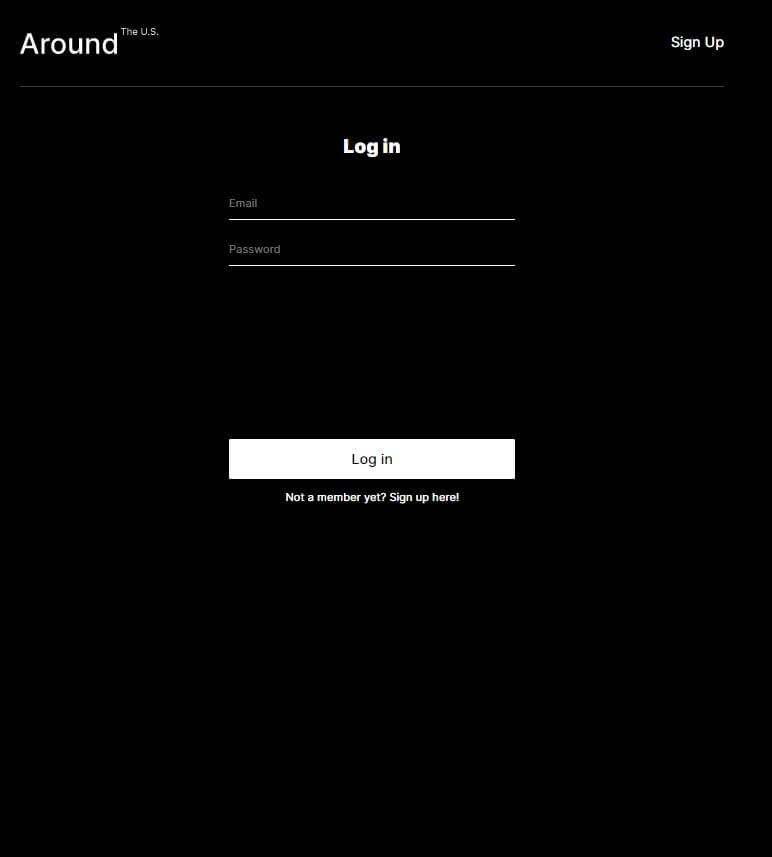 Around The U.S.
Sign Up
Log in
Email
Password
Log in
Not a member yet? Sign up here!